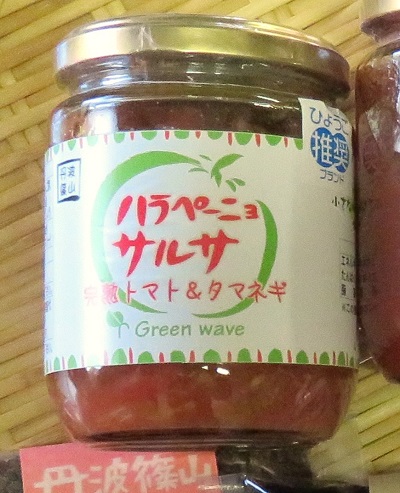 丹波
篠山
ひょうご
推奨
ブランド
ハラペーニョ
サルサ
完熟トマト&タマネギ
Green wave
丹波篠山